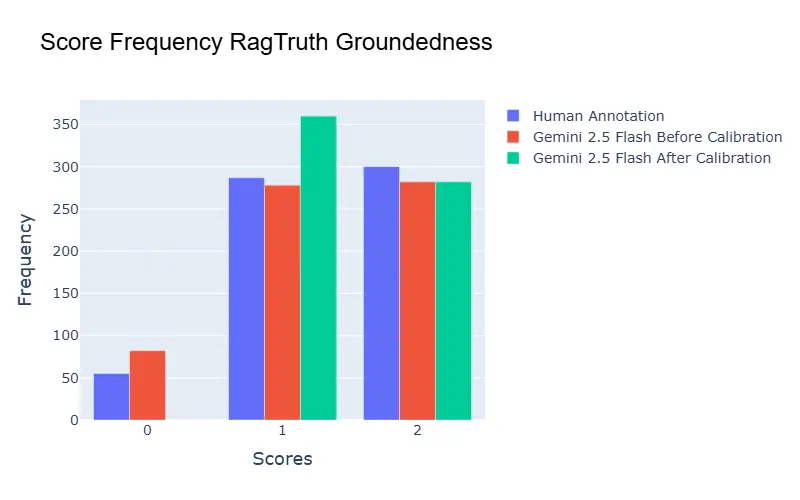 Score Frequency RagTruth Groundedness
Human Annotation
Gemini 2.5 Flash Before Calibration
Gemini 2.5 Flash After Calibration
Frequency
350
300
250
200
150
100
50
0
0 1 2
Scores